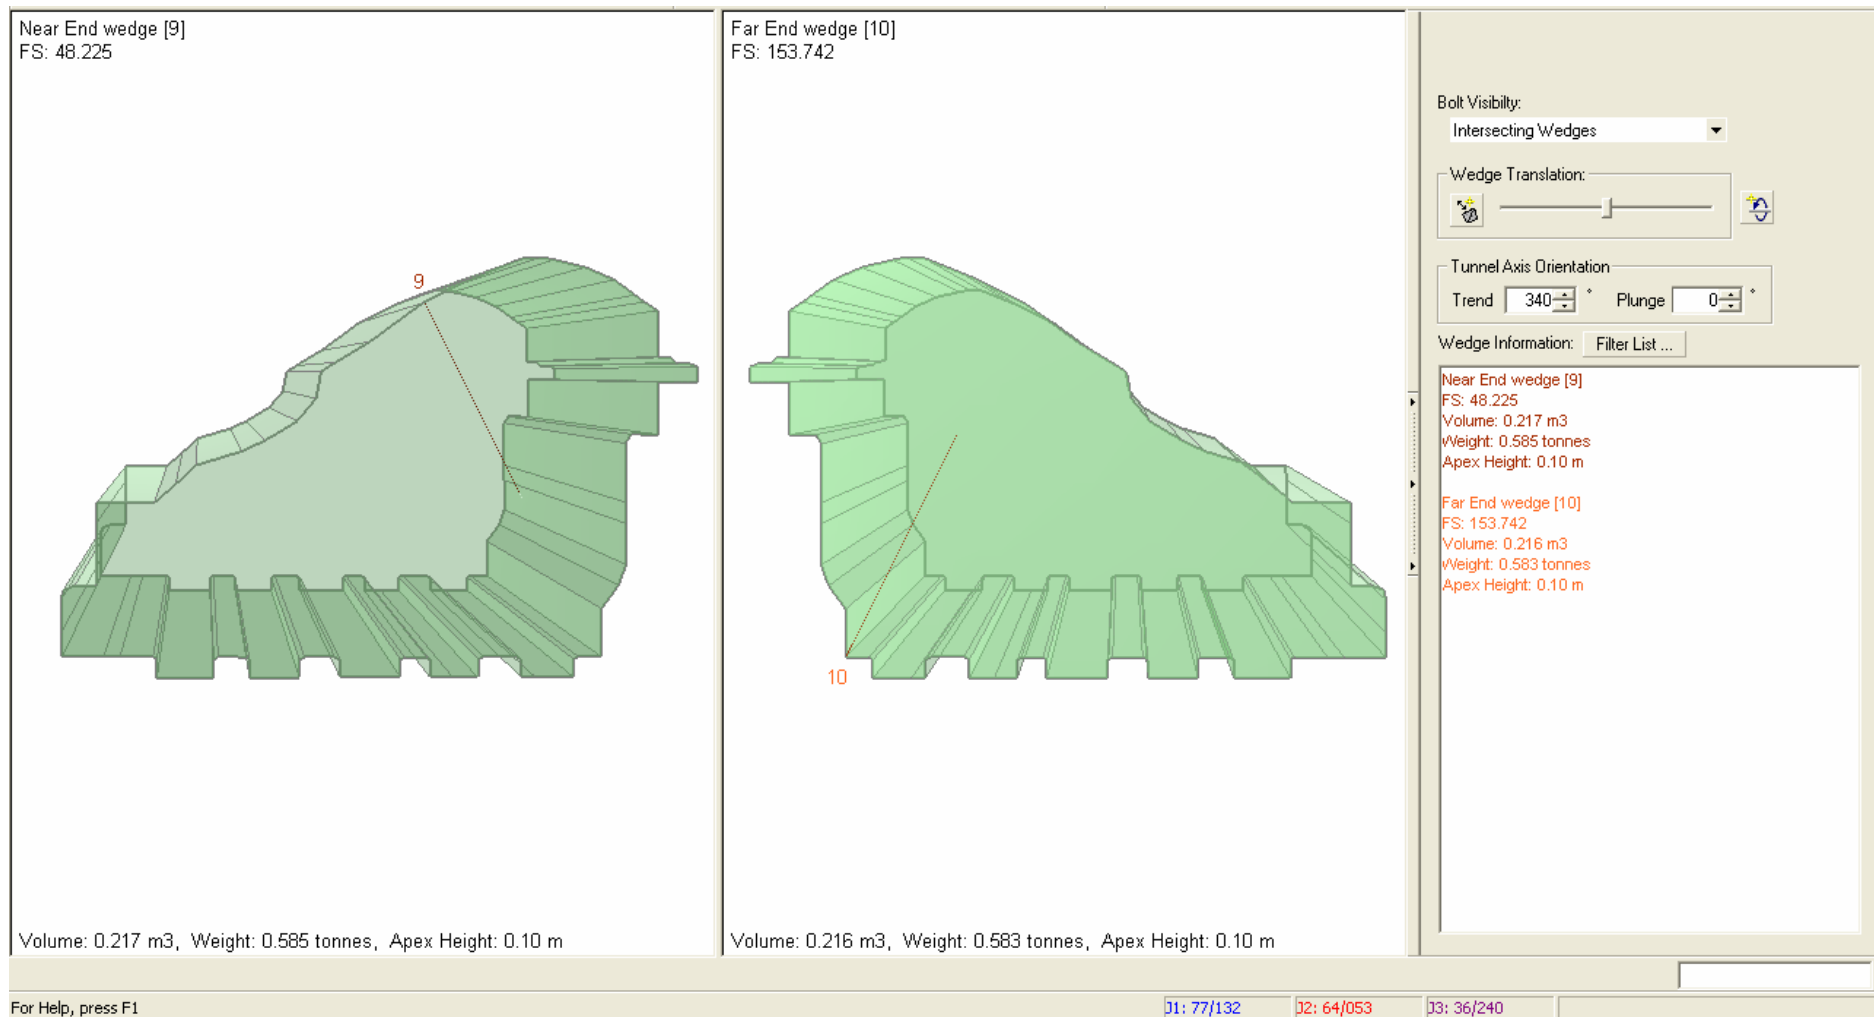 Near End wedge [9]
FS: 48.225
9
Volume: 0.217 m3, Weight: 0.585 tonnes, Apex Height: 0.10 m
Far End wedge [10]
FS: 153.742
10
Volume: 0.216 m3, Weight: 0.583 tonnes, Apex Height: 0.10 m
Bolt Visibilty:
Intersecting Wedges
Wedge Translation:
Tunnel Axis Orientation
Trend 340 ° Plunge 0 °
Wedge Information: Filter List ...
Near End wedge [9]
FS: 48.225
Volume: 0.217 m3
Weight: 0.585 tonnes
Apex Height: 0.10 m
Far End wedge [10]
FS: 153.742
Volume: 0.216 m3
Weight: 0.583 tonnes
Apex Height: 0.10 m
For Help, press F1
J1: 77/132
J2: 64/053
J3: 36/240